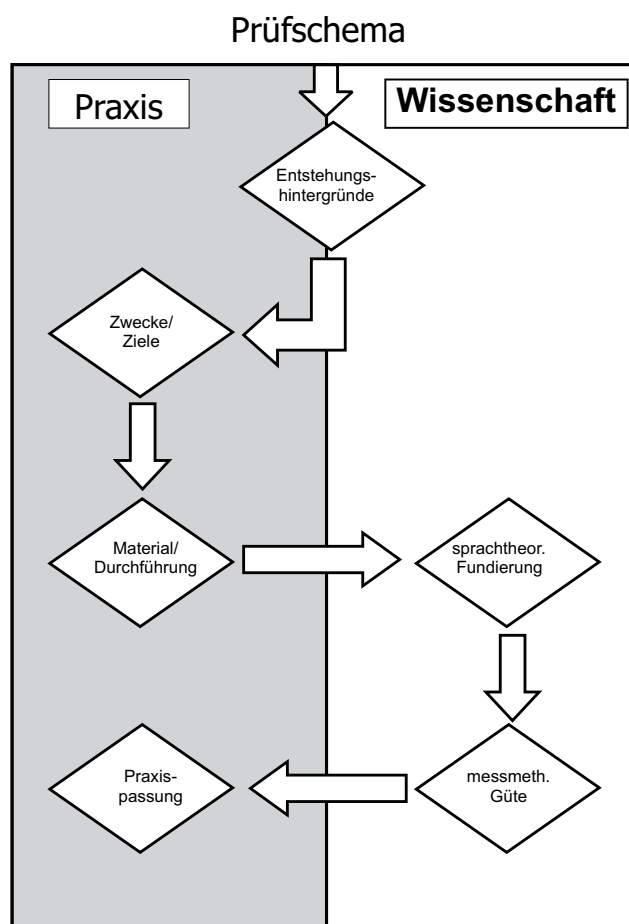 Prüfschema
Praxis
Wissenschaft
Entstehungs-
hintergründe
Zwecke/
Ziele
Material/
Durchführung
sprachtheor.
Fundierung
Praxis-
passung
messmeth.
Güte